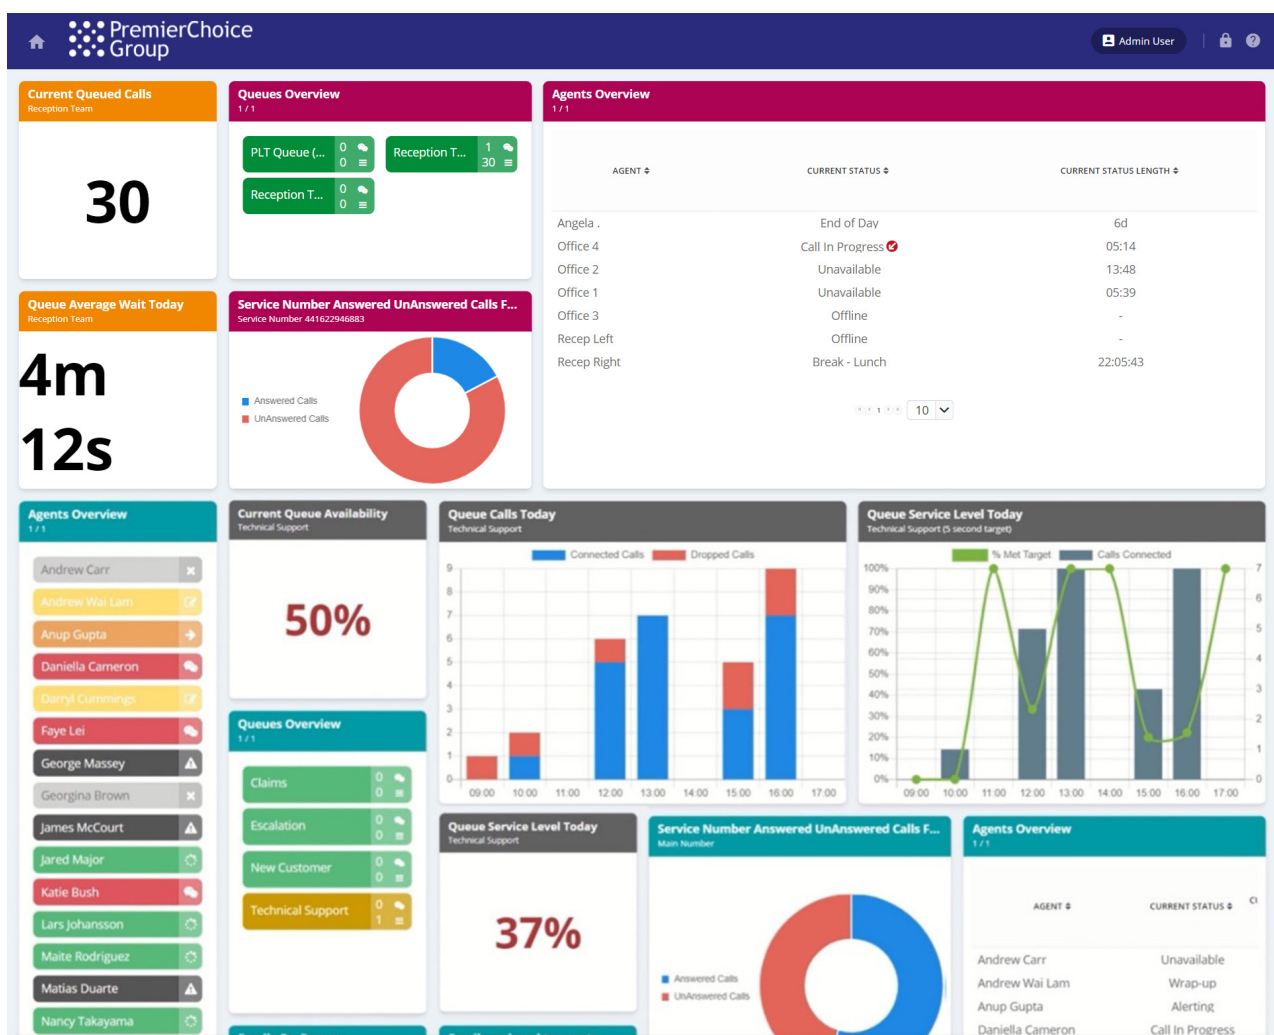 PremierChoice
Group
Admin User
Current Queued Calls
Reception Team
30
Queues Overview
1 / 1
PLT Queue (...
0
0
Reception T...
1
30
Reception T...
0
0
Agents Overview
1 / 1
AGENT CURRENT STATUS CURRENT STATUS LENGTH
Angela . End of Day 6d
Office 4 Call In Progress 05:14
Office 2 Unavailable 13:48
Office 1 Unavailable 05:39
Office 3 Offline -
Recep Left Offline -
Recep Right Break - Lunch 22:05:43
1 10
Queue Average Wait Today
Reception Team
4m
12s
Service Number Answered UnAnswered Calls F...
Service Number 441622946883
Answered Calls
UnAnswered Calls
Agents Overview
1 / 1
Andrew Carr
Andrew Wai Lam
Anup Gupta
Daniella Cameron
Darryl Cummings
Faye Lei
George Massey
Georgina Brown
James McCourt
Jared Major
Katie Bush
Lars Johansson
Maite Rodriguez
Matias Duarte
Nancy Takayama
Current Queue Availability
Technical Support
50%
Queues Overview
1 / 1
Claims
0
0
Escalation
0
0
New Customer
0
0
Technical Support
0
1
Queue Calls Today
Technical Support
Connected Calls Dropped Calls
9
8
7
6
5
4
3
2
1
0
09:00 10:00 11:00 12:00 13:00 14:00 15:00 16:00 17:00
Queue Service Level Today
Technical Support (5 second target)
% Met Target Calls Connected
100%
90%
80%
70%
60%
50%
40%
30%
20%
10%
0%
7
6
5
4
3
2
1
0
09:00 10:00 11:00 12:00 13:00 14:00 15:00 16:00 17:00
Queue Service Level Today
Technical Support
37%
Service Number Answered UnAnswered Calls F...
Main Number
Answered Calls
UnAnswered Calls
Agents Overview
1 / 1
AGENT CURRENT STATUS
Andrew Carr Unavailable
Andrew Wai Lam Wrap-up
Anup Gupta Alerting
Daniella Cameron Call In Progress